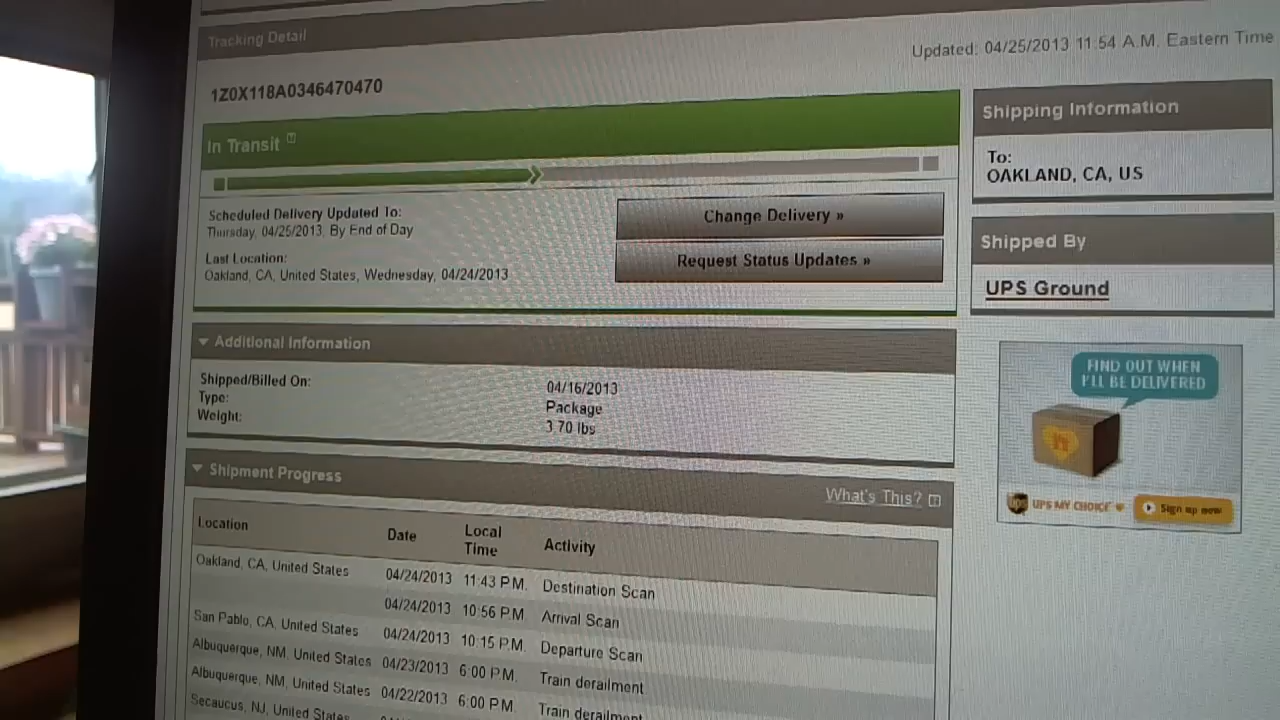 Tracking Detail
Updated: 04/25/2013 11:54 A.M. Eastern Time
1Z0X118A0346470470
In Transit
Scheduled Delivery Updated To:
Thursday, 04/25/2013, By End of Day
Last Location:
Oakland, CA, United States, Wednesday, 04/24/2013
Change Delivery »
Request Status Updates »
Shipping Information
To:
OAKLAND, CA, US
Shipped By
UPS Ground
Additional Information
Shipped/Billed On: 04/16/2013
Type: Package
Weight: 3.70 lbs
FIND OUT WHEN
I'LL BE DELIVERED
UPS MY CHOICE
Sign up now
Shipment Progress
What's This?
Location Date Local Time Activity
Oakland, CA, United States 04/24/2013 11:43 P.M. Destination Scan
04/24/2013 10:56 P.M. Arrival Scan
San Pablo, CA, United States 04/24/2013 10:15 P.M. Departure Scan
Albuquerque, NM, United States 04/23/2013 6:00 P.M. Train derailment
Albuquerque, NM, United States 04/22/2013 6:00 P.M. Train derailment
Secaucus, NJ, United States